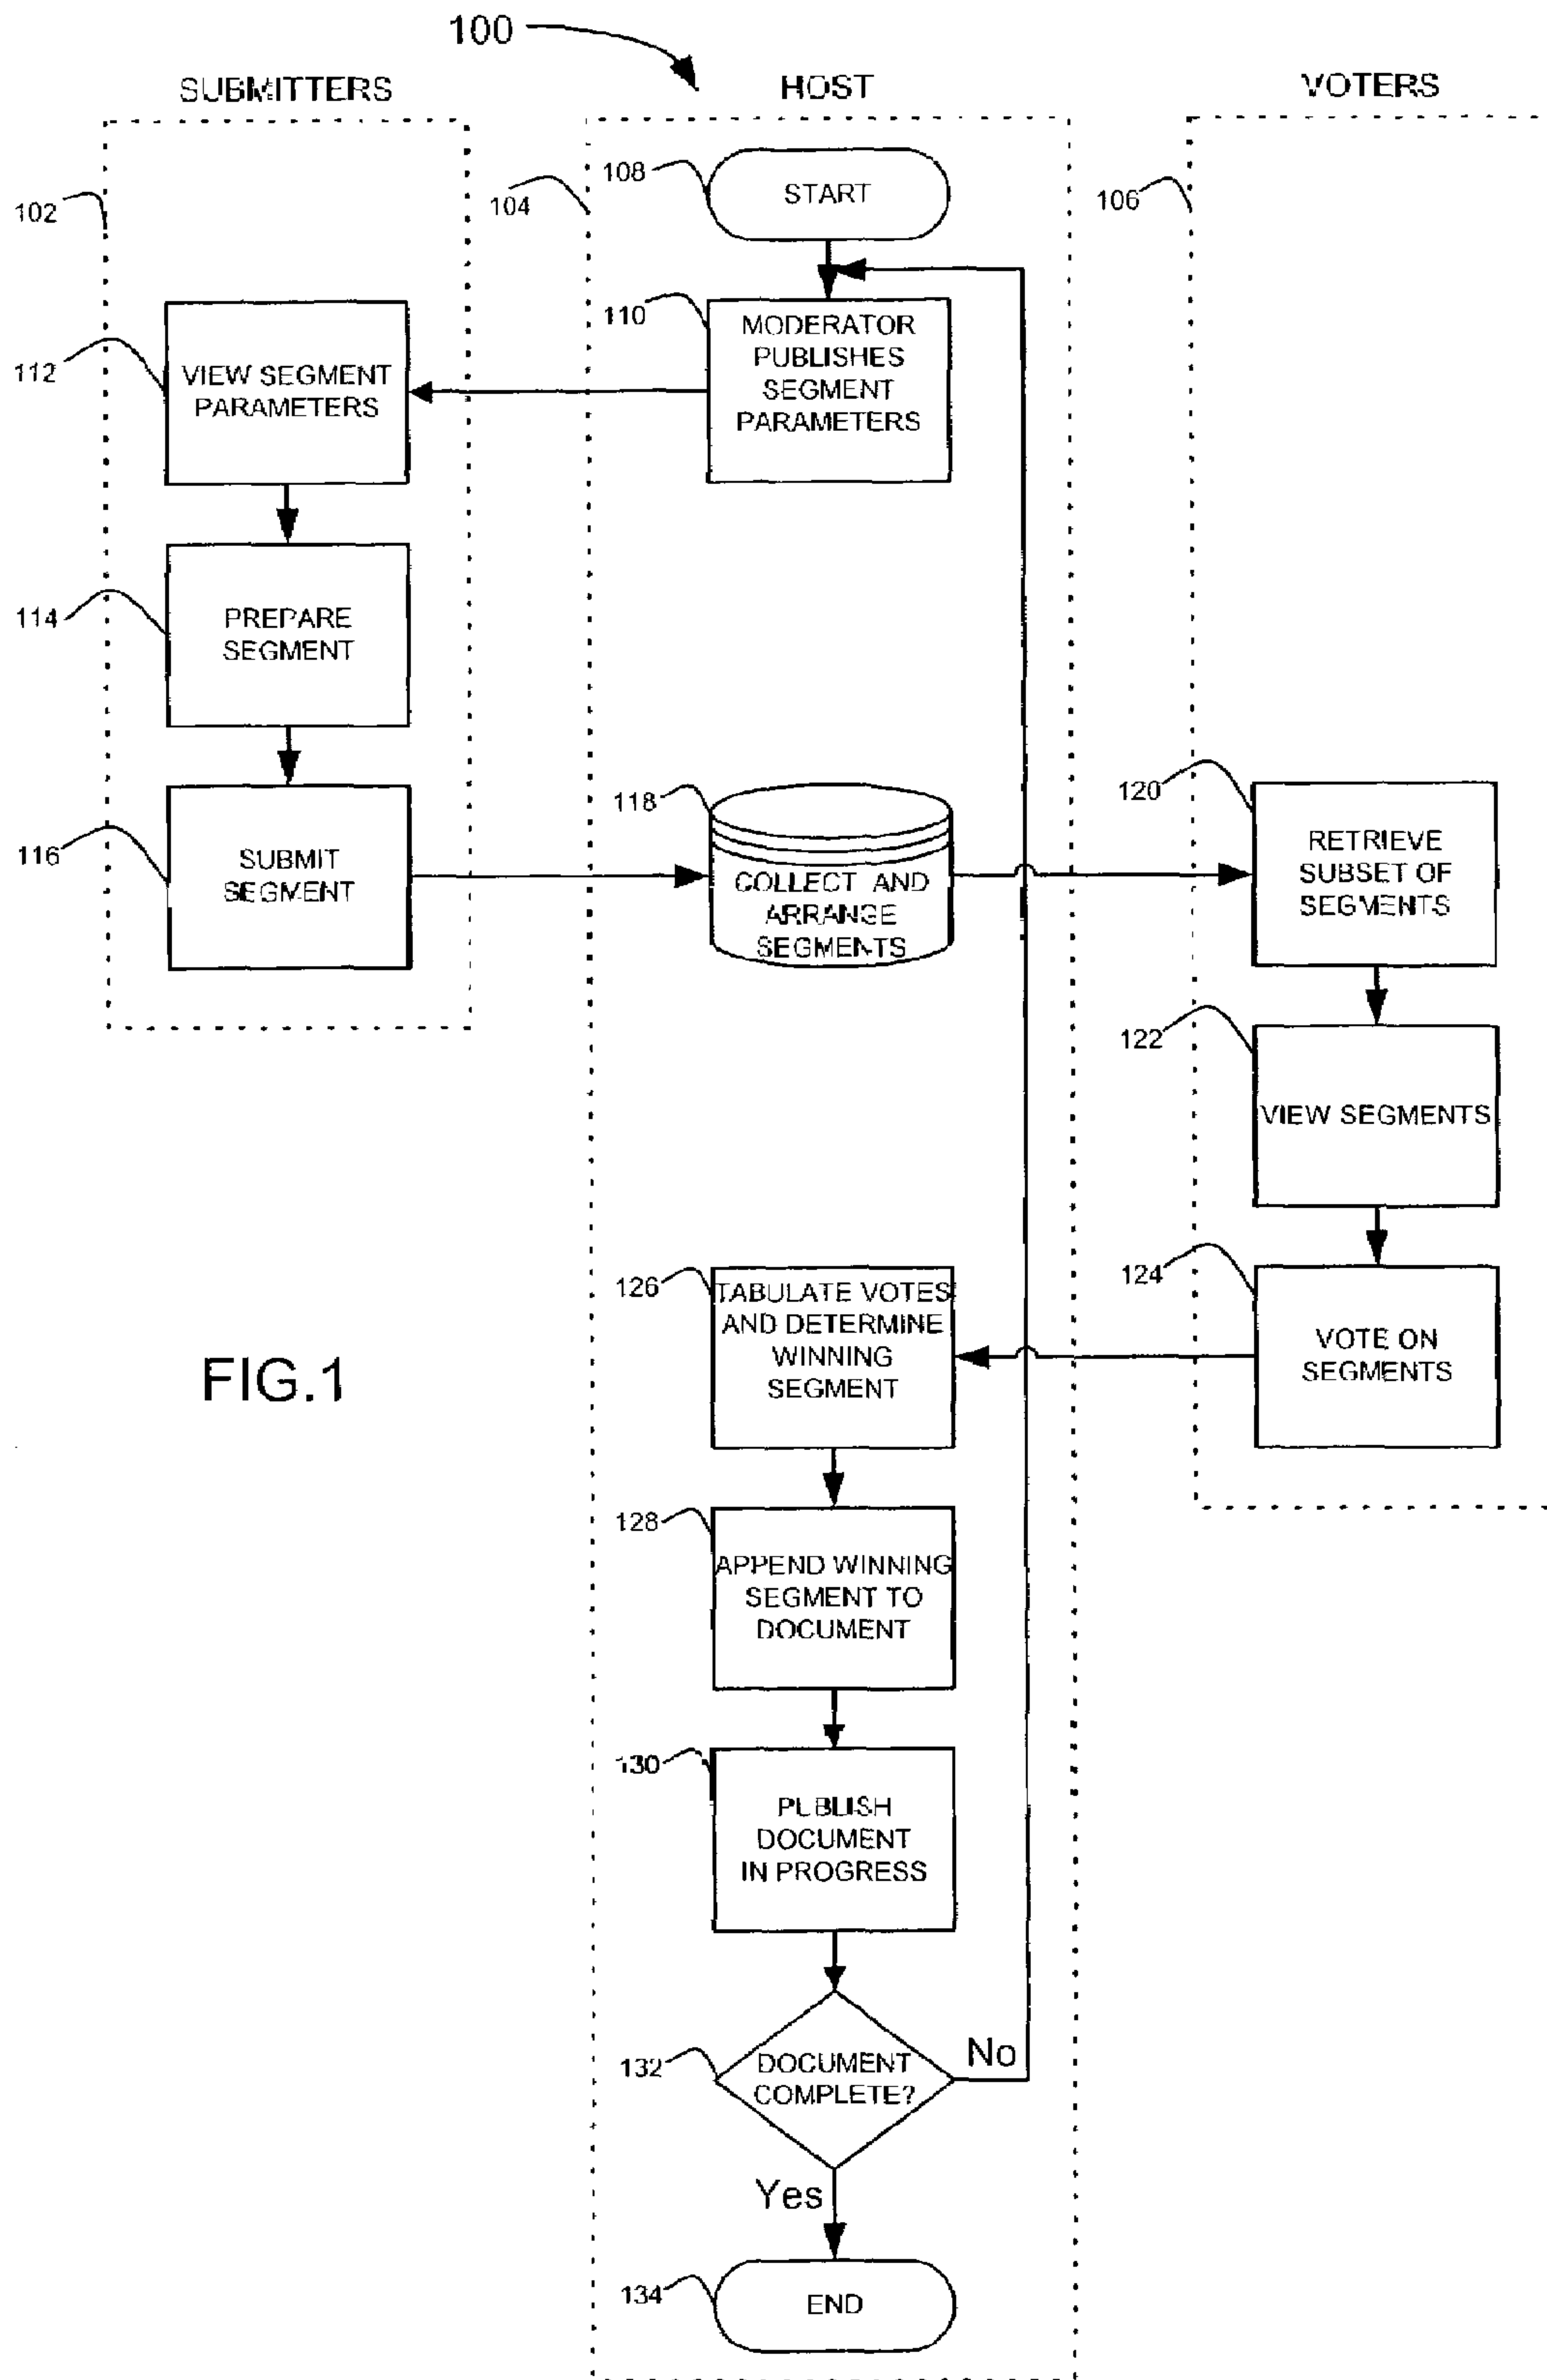 100
SUBMITTERS
HOST
VOTERS
102
104
106
108
START
110
MODERATOR
PUBLISHES
SEGMENT
PARAMETERS
112
VIEW SEGMENT
PARAMETERS
114
PREPARE
SEGMENT
116
SUBMIT
SEGMENT
118
COLLECT AND
ARRANGE
SEGMENTS
120
RETRIEVE
SUBSET OF
SEGMENTS
122
VIEW SEGMENTS
124
VOTE ON
SEGMENTS
126
TABULATE VOTES
AND DETERMINE
WINNING
SEGMENT
FIG.1
128
APPEND WINNING
SEGMENT TO
DOCUMENT
130
PUBLISH
DOCUMENT
IN PROGRESS
132
DOCUMENT
COMPLETE?
No
Yes
134
END